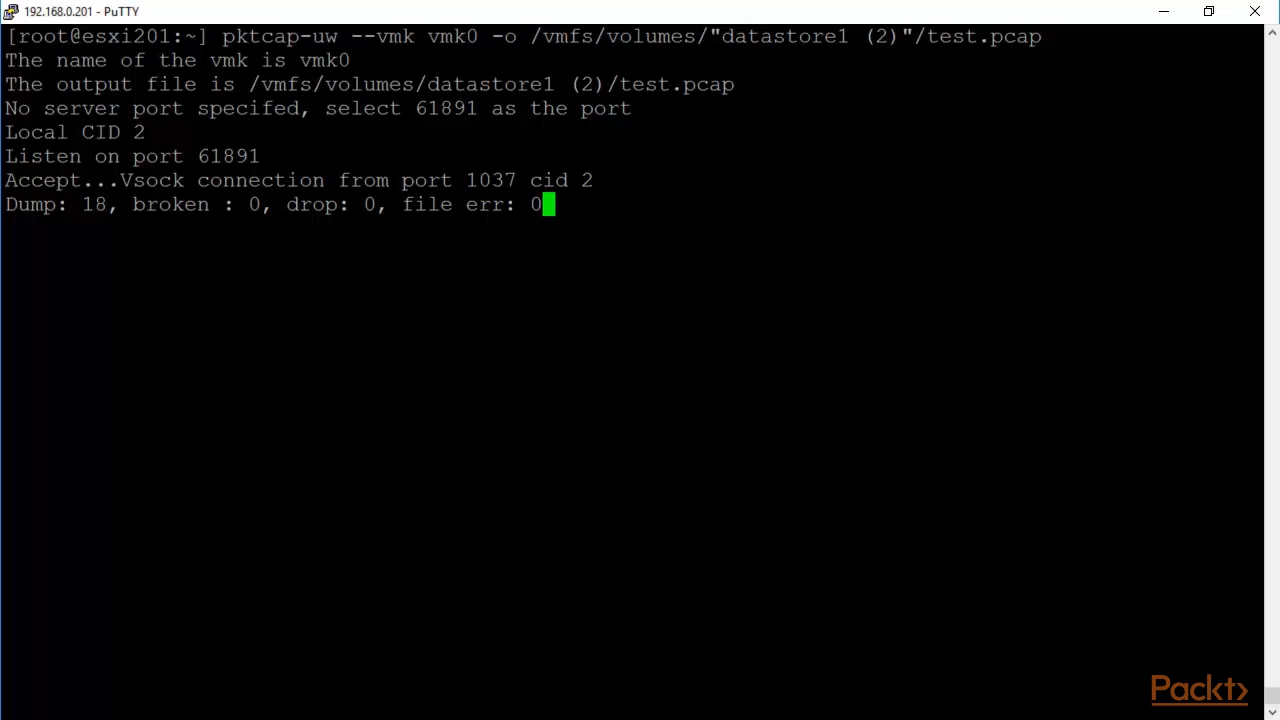 192.168.0.201 - PuTTY
[root@esxi201:~] pktcap-uw --vmk vmk0 -o /vmfs/volumes/"datastore1 (2)"/test.pcap
The name of the vmk is vmk0
The output file is /vmfs/volumes/datastore1 (2)/test.pcap
No server port specifed, select 61891 as the port
Local CID 2
Listen on port 61891
Accept...Vsock connection from port 1037 cid 2
Dump: 18, broken : 0, drop: 0, file err: 0
Packt>